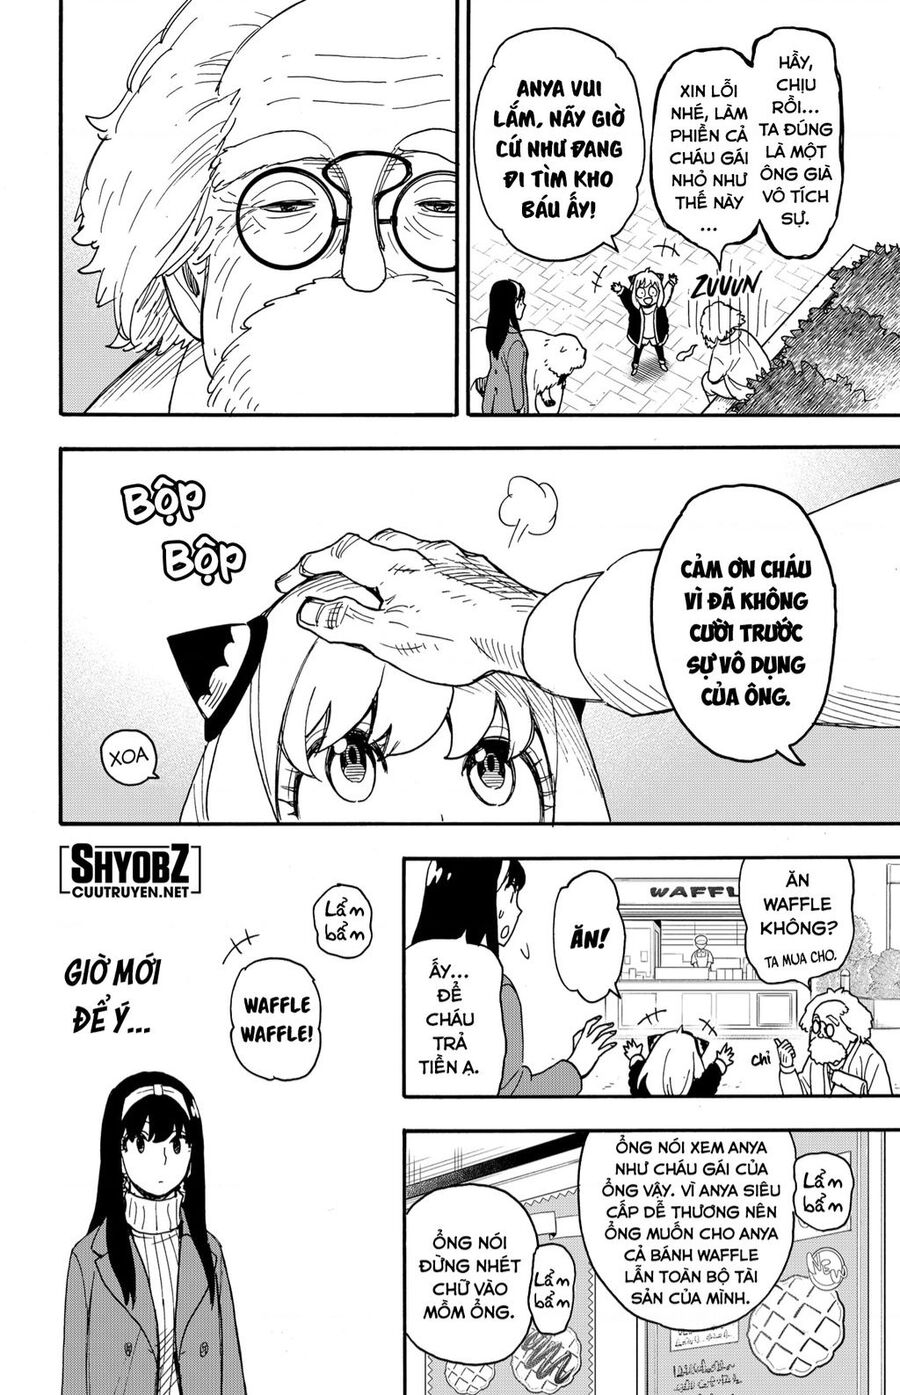 HẦY,
CHỊU
RỒI...
TA ĐÚNG
LÀ MỘT
ÔNG GIÀ
VÔ TÍCH
SỰ.
XIN LỖI
NHÉ, LÀM
PHIỀN CẢ
CHÁU GÁI
NHỎ NHƯ
THẾ NÀY
...
ANYA VUI
LẮM, NÃY GIỜ
CỨ NHƯ ĐANG
ĐI TÌM KHO
BÁU ẤY!
ZUUUN
BỘP
BỘP
CẢM ƠN CHÁU
VÌ ĐÃ KHÔNG
CƯỜI TRƯỚC
SỰ VÔ DỤNG
CỦA ÔNG.
XOA
WAFFL
ĂN
WAFFLE
KHÔNG?
TA MUA CHO.
Chỉ
ĂN!
ẤY...
ĐỂ
CHÁU
TRẢ
TIỀN Ạ.
Lẩm
bẩm
WAFFLE
WAFFLE!
SHYOBZ
CUUTRUYEN.NET
GIỜ MỚI
ĐỂ Ý...
ỔNG NÓI XEM ANYA
NHƯ CHÁU GÁI CỦA
ỔNG VẬY. VÌ ANYA SIÊU
CẤP DỄ THƯƠNG NÊN
ỔNG MUỐN CHO ANYA
CẢ BÁNH WAFFLE
LẪN TOÀN BỘ TÀI
SẢN CỦA MÌNH.
Lẩm
bẩm
NEW
ỔNG NÓI
ĐỪNG NHÉT
CHỮ VÀO
MỒM ỔNG.
Lẩm
bẩm